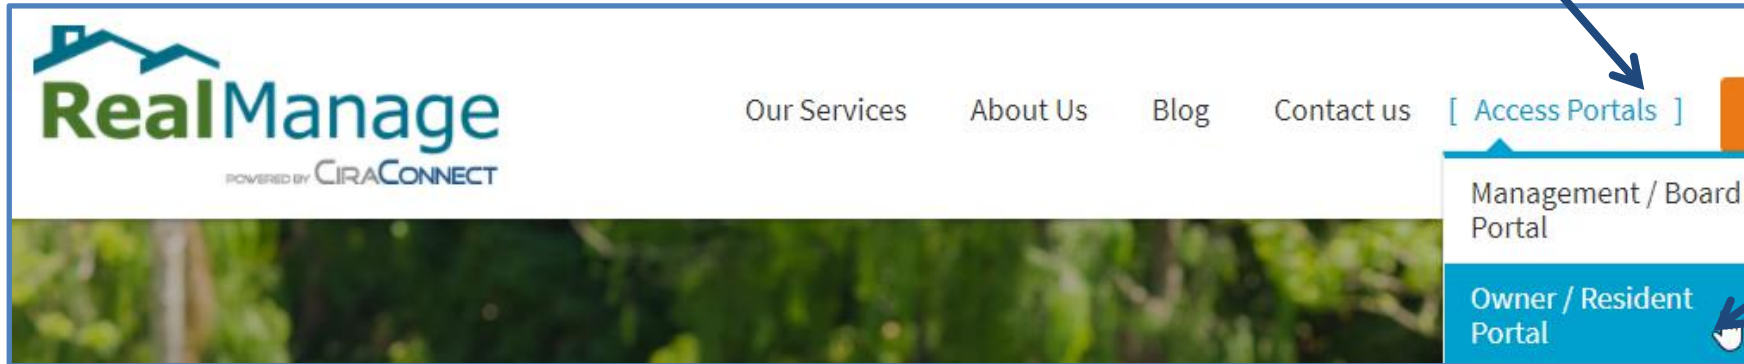 RealManage
POWERED BY CIRACONNECT
Our Services About Us Blog Contact us [ Access Portals ]
Management / Board
Portal
Owner / Resident
Portal